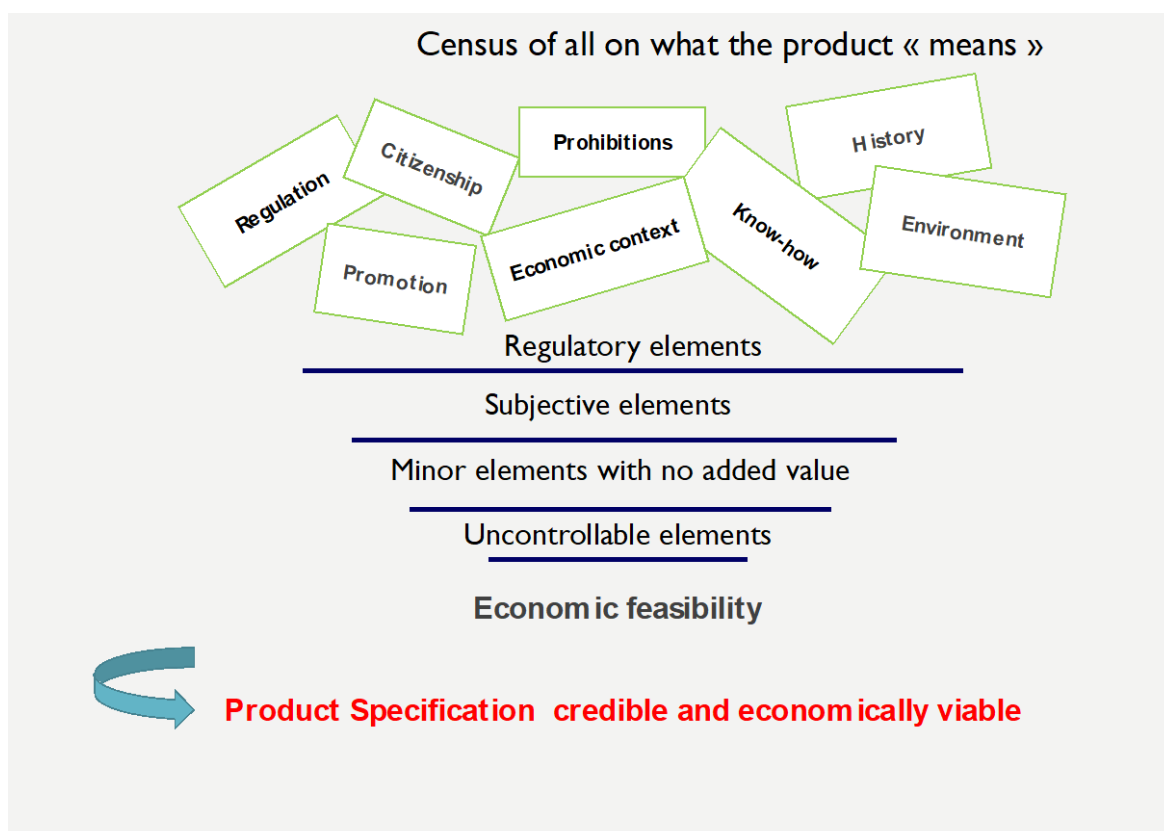 Census of all on what the product « means »
Regulation
Citizenship
Prohibitions
History
Promotion
Economic context
Know-how
Environment
Regulatory elements
Subjective elements
Minor elements with no added value
Uncontrollable elements
Economic feasibility
Product Specification credible and economically viable